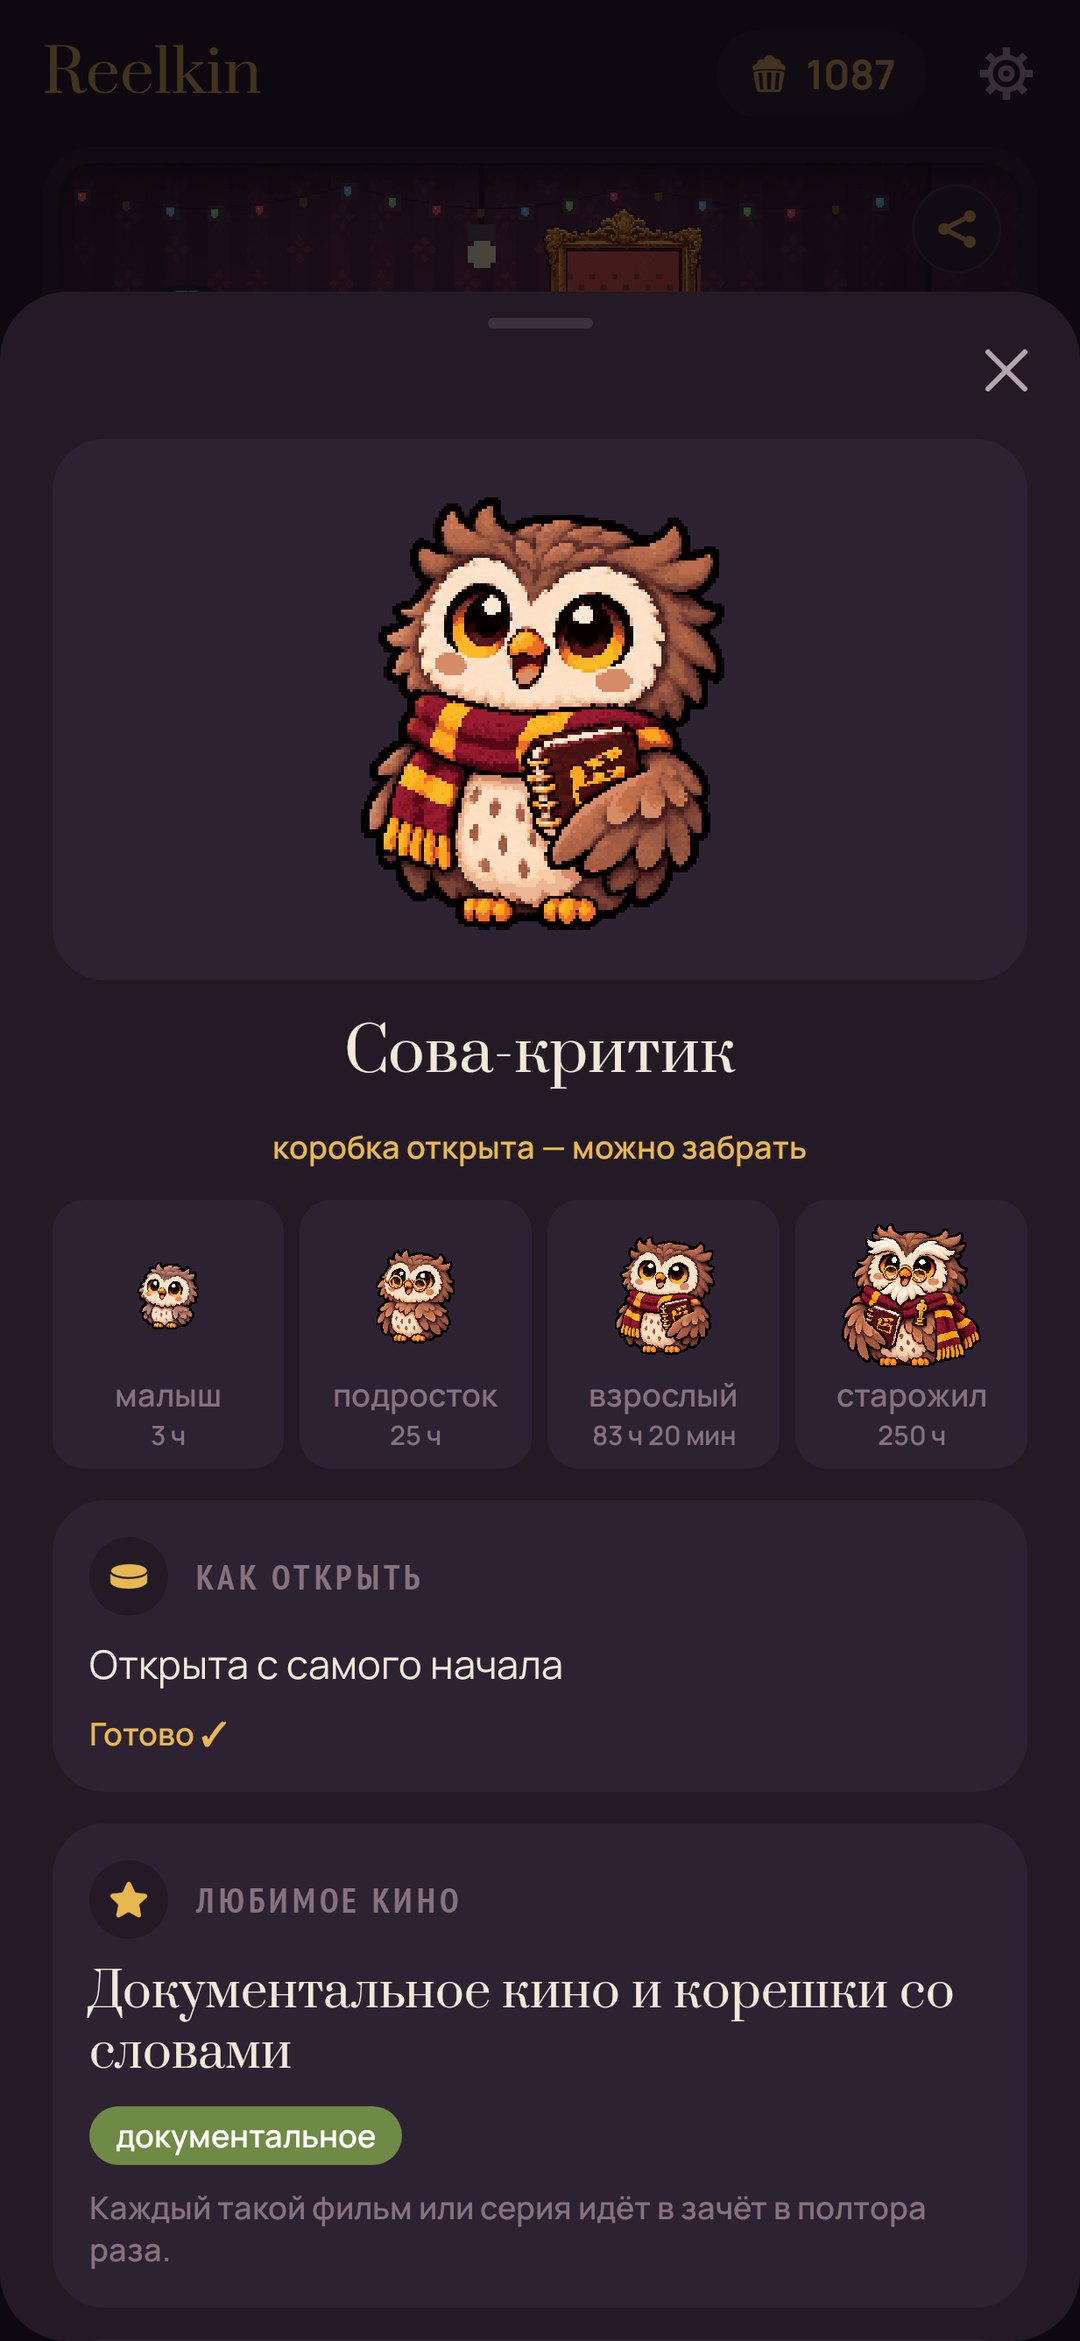 Reelkin
1087
Сова-критик
коробка открыта — можно забрать
малыш
3 ч
подросток
25 ч
взрослый
83 ч 20 мин
старожил
250 ч
КАК ОТКРЫТЬ
Открыта с самого начала
Готово ✓
ЛЮБИМОЕ КИНО
Документальное кино и корешки со
словами
документальное
Каждый такой фильм или серия идёт в зачёт в полтора
раза.